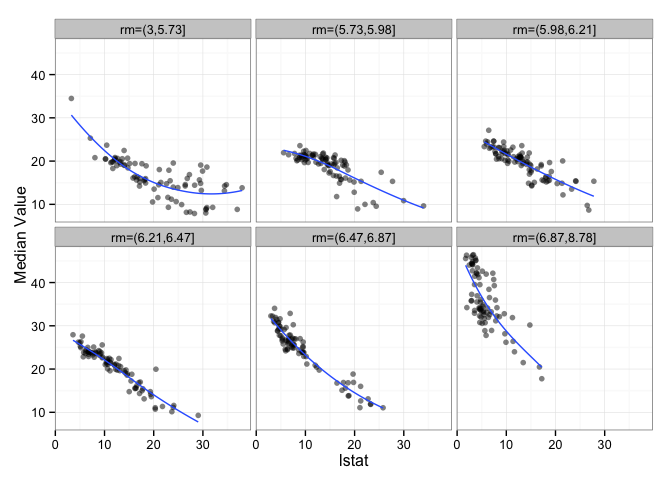 rm=(3,5.73]
rm=(5.73,5.98]
rm=(5.98,6.21]
40
30
20
10
rm=(6.21,6.47]
rm=(6.47,6.87]
rm=(6.87,8.78]
40
30
20
10
Median Value
0 10 20 30 0 10 20 30 0 10 20 30
lstat